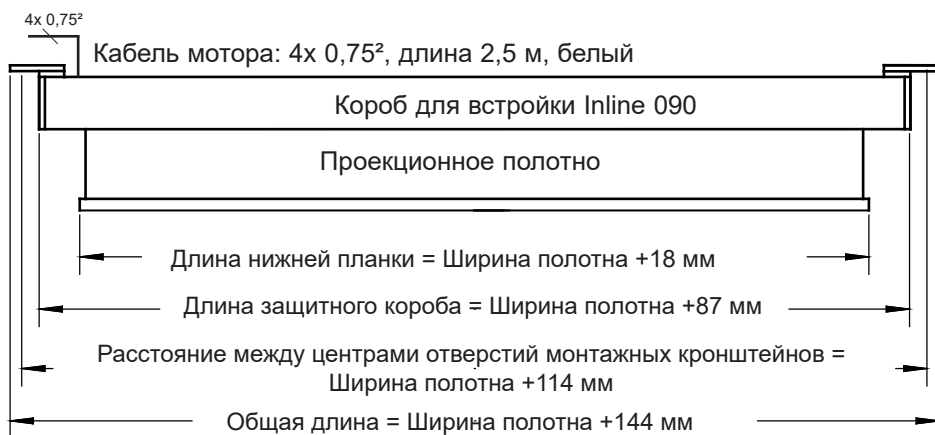 4x 0,75²
Кабель мотора: 4x 0,75², длина 2,5 м, белый
Короб для встройки Inline 090
Проекционное полотно
Длина нижней планки = Ширина полотна +18 мм
Длина защитного короба = Ширина полотна +87 мм
Расстояние между центрами отверстий монтажных кронштейнов =
Ширина полотна +114 мм
Общая длина = Ширина полотна +144 мм